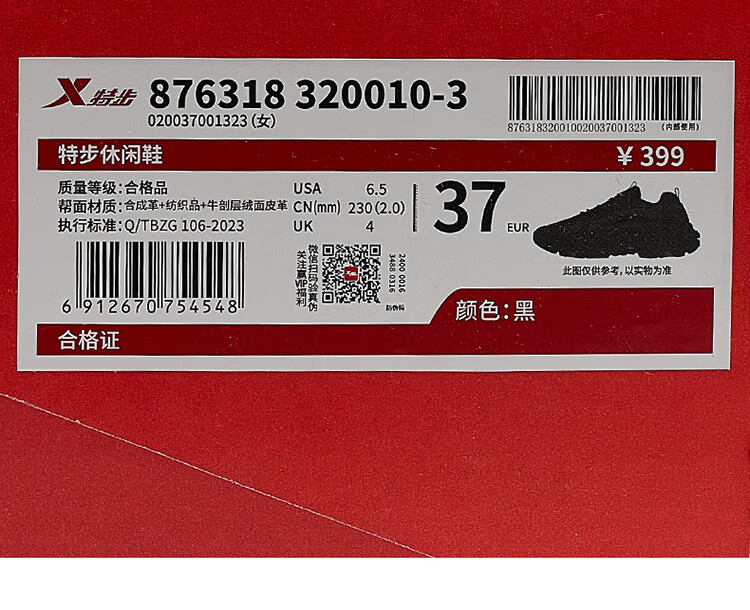 X 特步 876318 320010-3
020037001323 (女)
876318320010020037001323 (内部使用)
特步休闲鞋 ¥ 399
质量等级:合格品
帮面材质:合成革+纺织品+牛剖层绒面皮革
执行标准:Q/TBZG 106-2023
USA 6.5
CN(mm) 230 (2.0)
UK 4
37 EUR
此图仅供参考,以实物为准
6 912670 754548
微信扫码验真伪
关注赢VIP福利
2400 0016
3488 0316
防伪码
颜色:黑
合格证